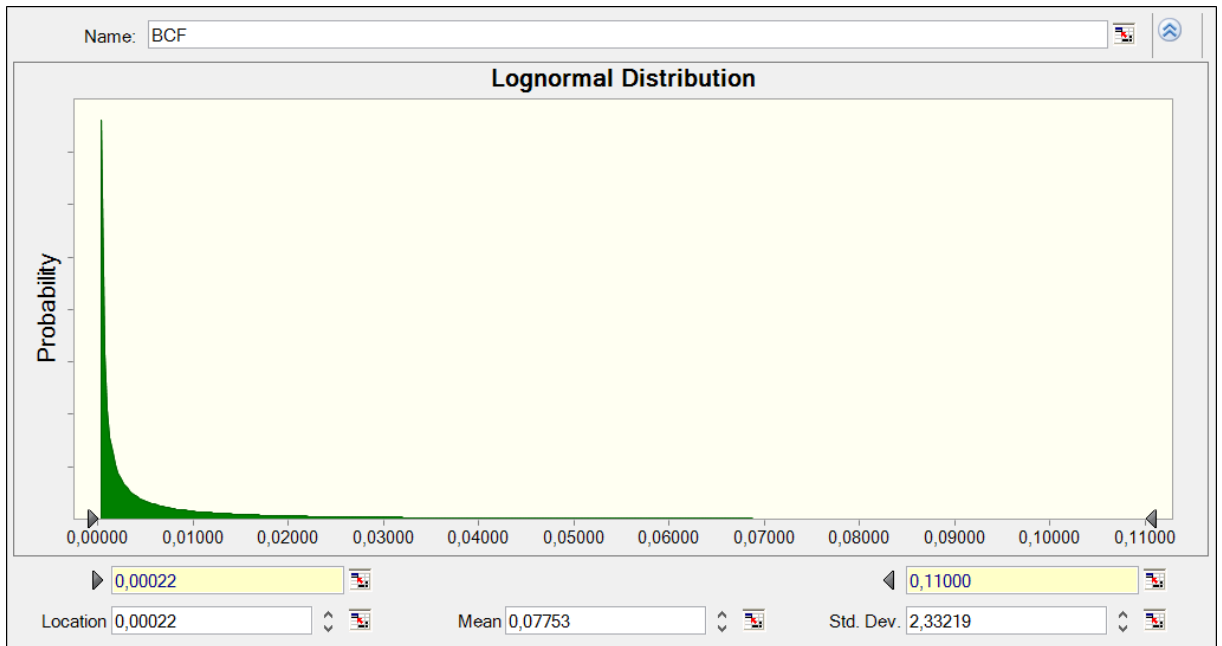 Name: BCF
Lognormal Distribution
Probability
0,00000 0,01000 0,02000 0,03000 0,04000 0,05000 0,06000 0,07000 0,08000 0,09000 0,10000 0,11000
0,00022 0,11000
Location 0,00022 Mean 0,07753 Std. Dev. 2,33219